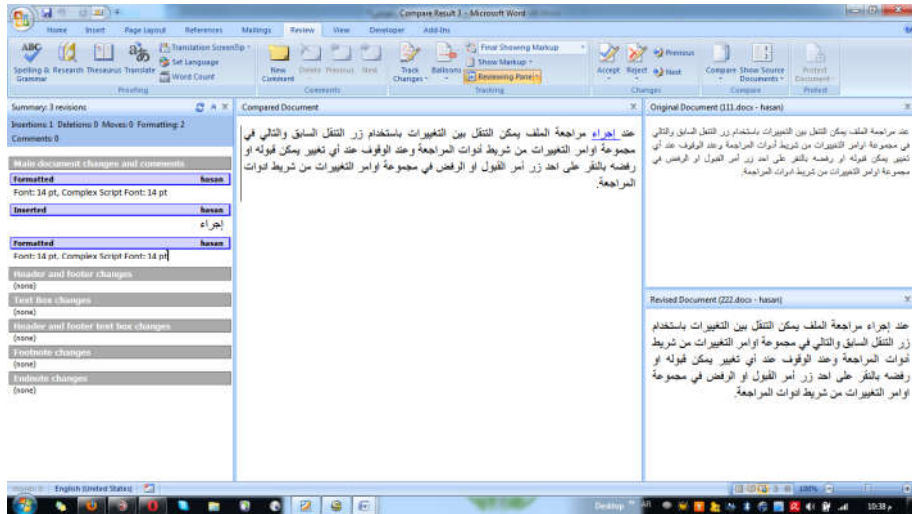 Compare Result 3 - Microsoft Word
Home Insert Page Layout References Mailings Review View Developer Add-Ins
ABC Translation ScreenTip Final Showing Markup Previous
Set Language Show Markup
Spelling & Grammar Research Thesaurus Translate Word Count New Comment Delete Previous Next Track Changes Balloons Reviewing Pane Accept Reject Next Compare Show Source Documents Protect Document
Proofing Comments Tracking Changes Compare Protect
Summary: 3 revisions
Insertions: 1 Deletions: 0 Moves: 0 Formatting: 2
Comments: 0
Main document changes and comments
Formatted hasan
Font: 14 pt, Complex Script Font: 14 pt
Inserted hasan
إجراء
Formatted hasan
Font: 14 pt, Complex Script Font: 14 pt
Header and footer changes
(none)
Text Box changes
(none)
Header and footer text box changes
(none)
Footnote changes
(none)
Endnote changes
(none)
Compared Document
عند إجراء مراجعة الملف يمكن التنقل بين التغييرات باستخدام زر التنقل السابق والتالي في
مجموعة اوامر التغييرات من شريط أدوات المراجعة وعند الوقوف عند أي تغيير يمكن قبوله او
رفضه بالنقر على احد زر أمر القبول او الرفض في مجموعة اوامر التغييرات من شريط ادوات
المراجعة.
Original Document (111.docx - hasan)
عند مراجعة الملف يمكن التنقل بين التغييرات باستخدام زر التنقل السابق والتالي
في مجموعة اوامر التغييرات من شريط أدوات المراجعة وعند الوقوف عند أي
تغيير يمكن قبوله او رفضه بالنقر على احد زر أمر القبول او الرفض في
مجموعة اوامر التغييرات من شريط ادوات المراجعة.
Revised Document (222.docx - hasan)
عند إجراء مراجعة الملف يمكن التنقل بين التغييرات باستخدام
زر التنقل السابق والتالي في مجموعة اوامر التغييرات من شريط
أدوات المراجعة وعند الوقوف عند أي تغيير يمكن قبوله او
رفضه بالنقر على احد زر أمر القبول او الرفض في مجموعة
اوامر التغييرات من شريط ادوات المراجعة.
English (United States) 100%
Desktop AR 10:38 م